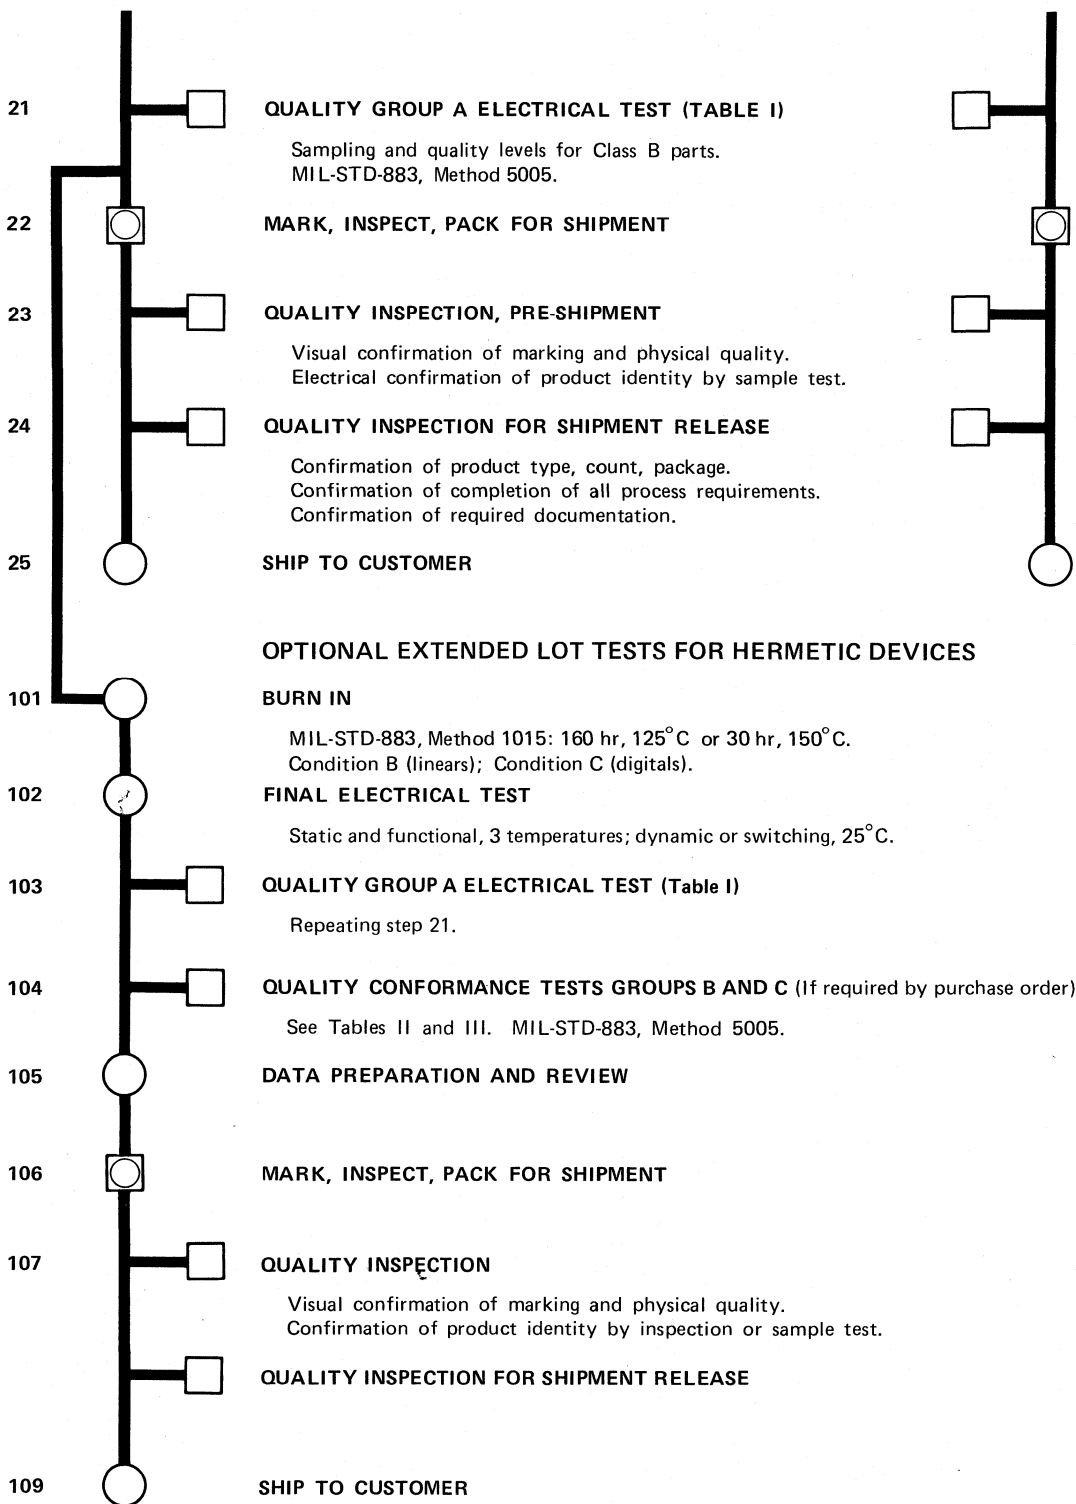 21 QUALITY GROUP A ELECTRICAL TEST (TABLE I)
Sampling and quality levels for Class B parts.
MIL-STD-883, Method 5005.
22 MARK, INSPECT, PACK FOR SHIPMENT
23 QUALITY INSPECTION, PRE-SHIPMENT
Visual confirmation of marking and physical quality.
Electrical confirmation of product identity by sample test.
24 QUALITY INSPECTION FOR SHIPMENT RELEASE
Confirmation of product type, count, package.
Confirmation of completion of all process requirements.
Confirmation of required documentation.
25 SHIP TO CUSTOMER
OPTIONAL EXTENDED LOT TESTS FOR HERMETIC DEVICES
101 BURN IN
MIL-STD-883, Method 1015: 160 hr, 125°C or 30 hr, 150°C.
Condition B (linears); Condition C (digitals).
102 FINAL ELECTRICAL TEST
Static and functional, 3 temperatures; dynamic or switching, 25°C.
103 QUALITY GROUP A ELECTRICAL TEST (Table I)
Repeating step 21.
104 QUALITY CONFORMANCE TESTS GROUPS B AND C (If required by purchase order)
See Tables II and III. MIL-STD-883, Method 5005.
105 DATA PREPARATION AND REVIEW
106 MARK, INSPECT, PACK FOR SHIPMENT
107 QUALITY INSPECTION
Visual confirmation of marking and physical quality.
Confirmation of product identity by inspection or sample test.
QUALITY INSPECTION FOR SHIPMENT RELEASE
109 SHIP TO CUSTOMER